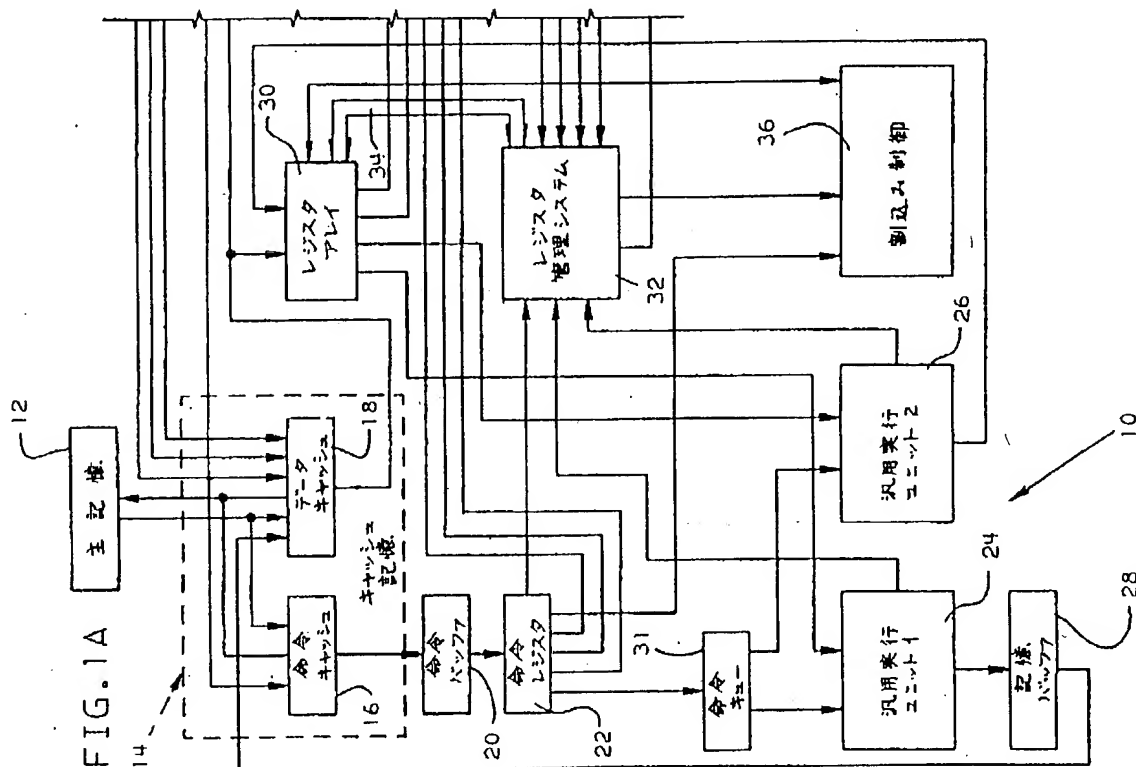 FIG.1A
12
主記憶
14
命令
キャッシュ
16
データ
キャッシュ
18
キャッシュ
記憶
命令
バッファ
20
命令
レジスタ
22
レジスタ
アレイ
30
34
レジスタ
管理システム
32
割込み制御
36
命令
キュー
31
汎用実行
ユニット1
24
汎用実行
ユニット2
26
記憶
バッファ
28
10